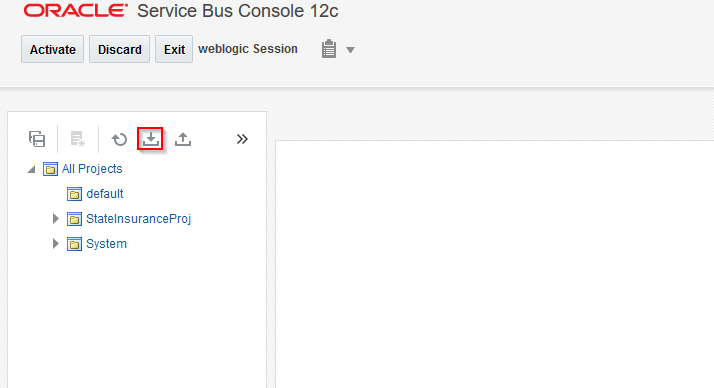 ORACLE® Service Bus Console 12c
Activate Discard Exit weblogic Session
All Projects
default
StateInsuranceProj
System